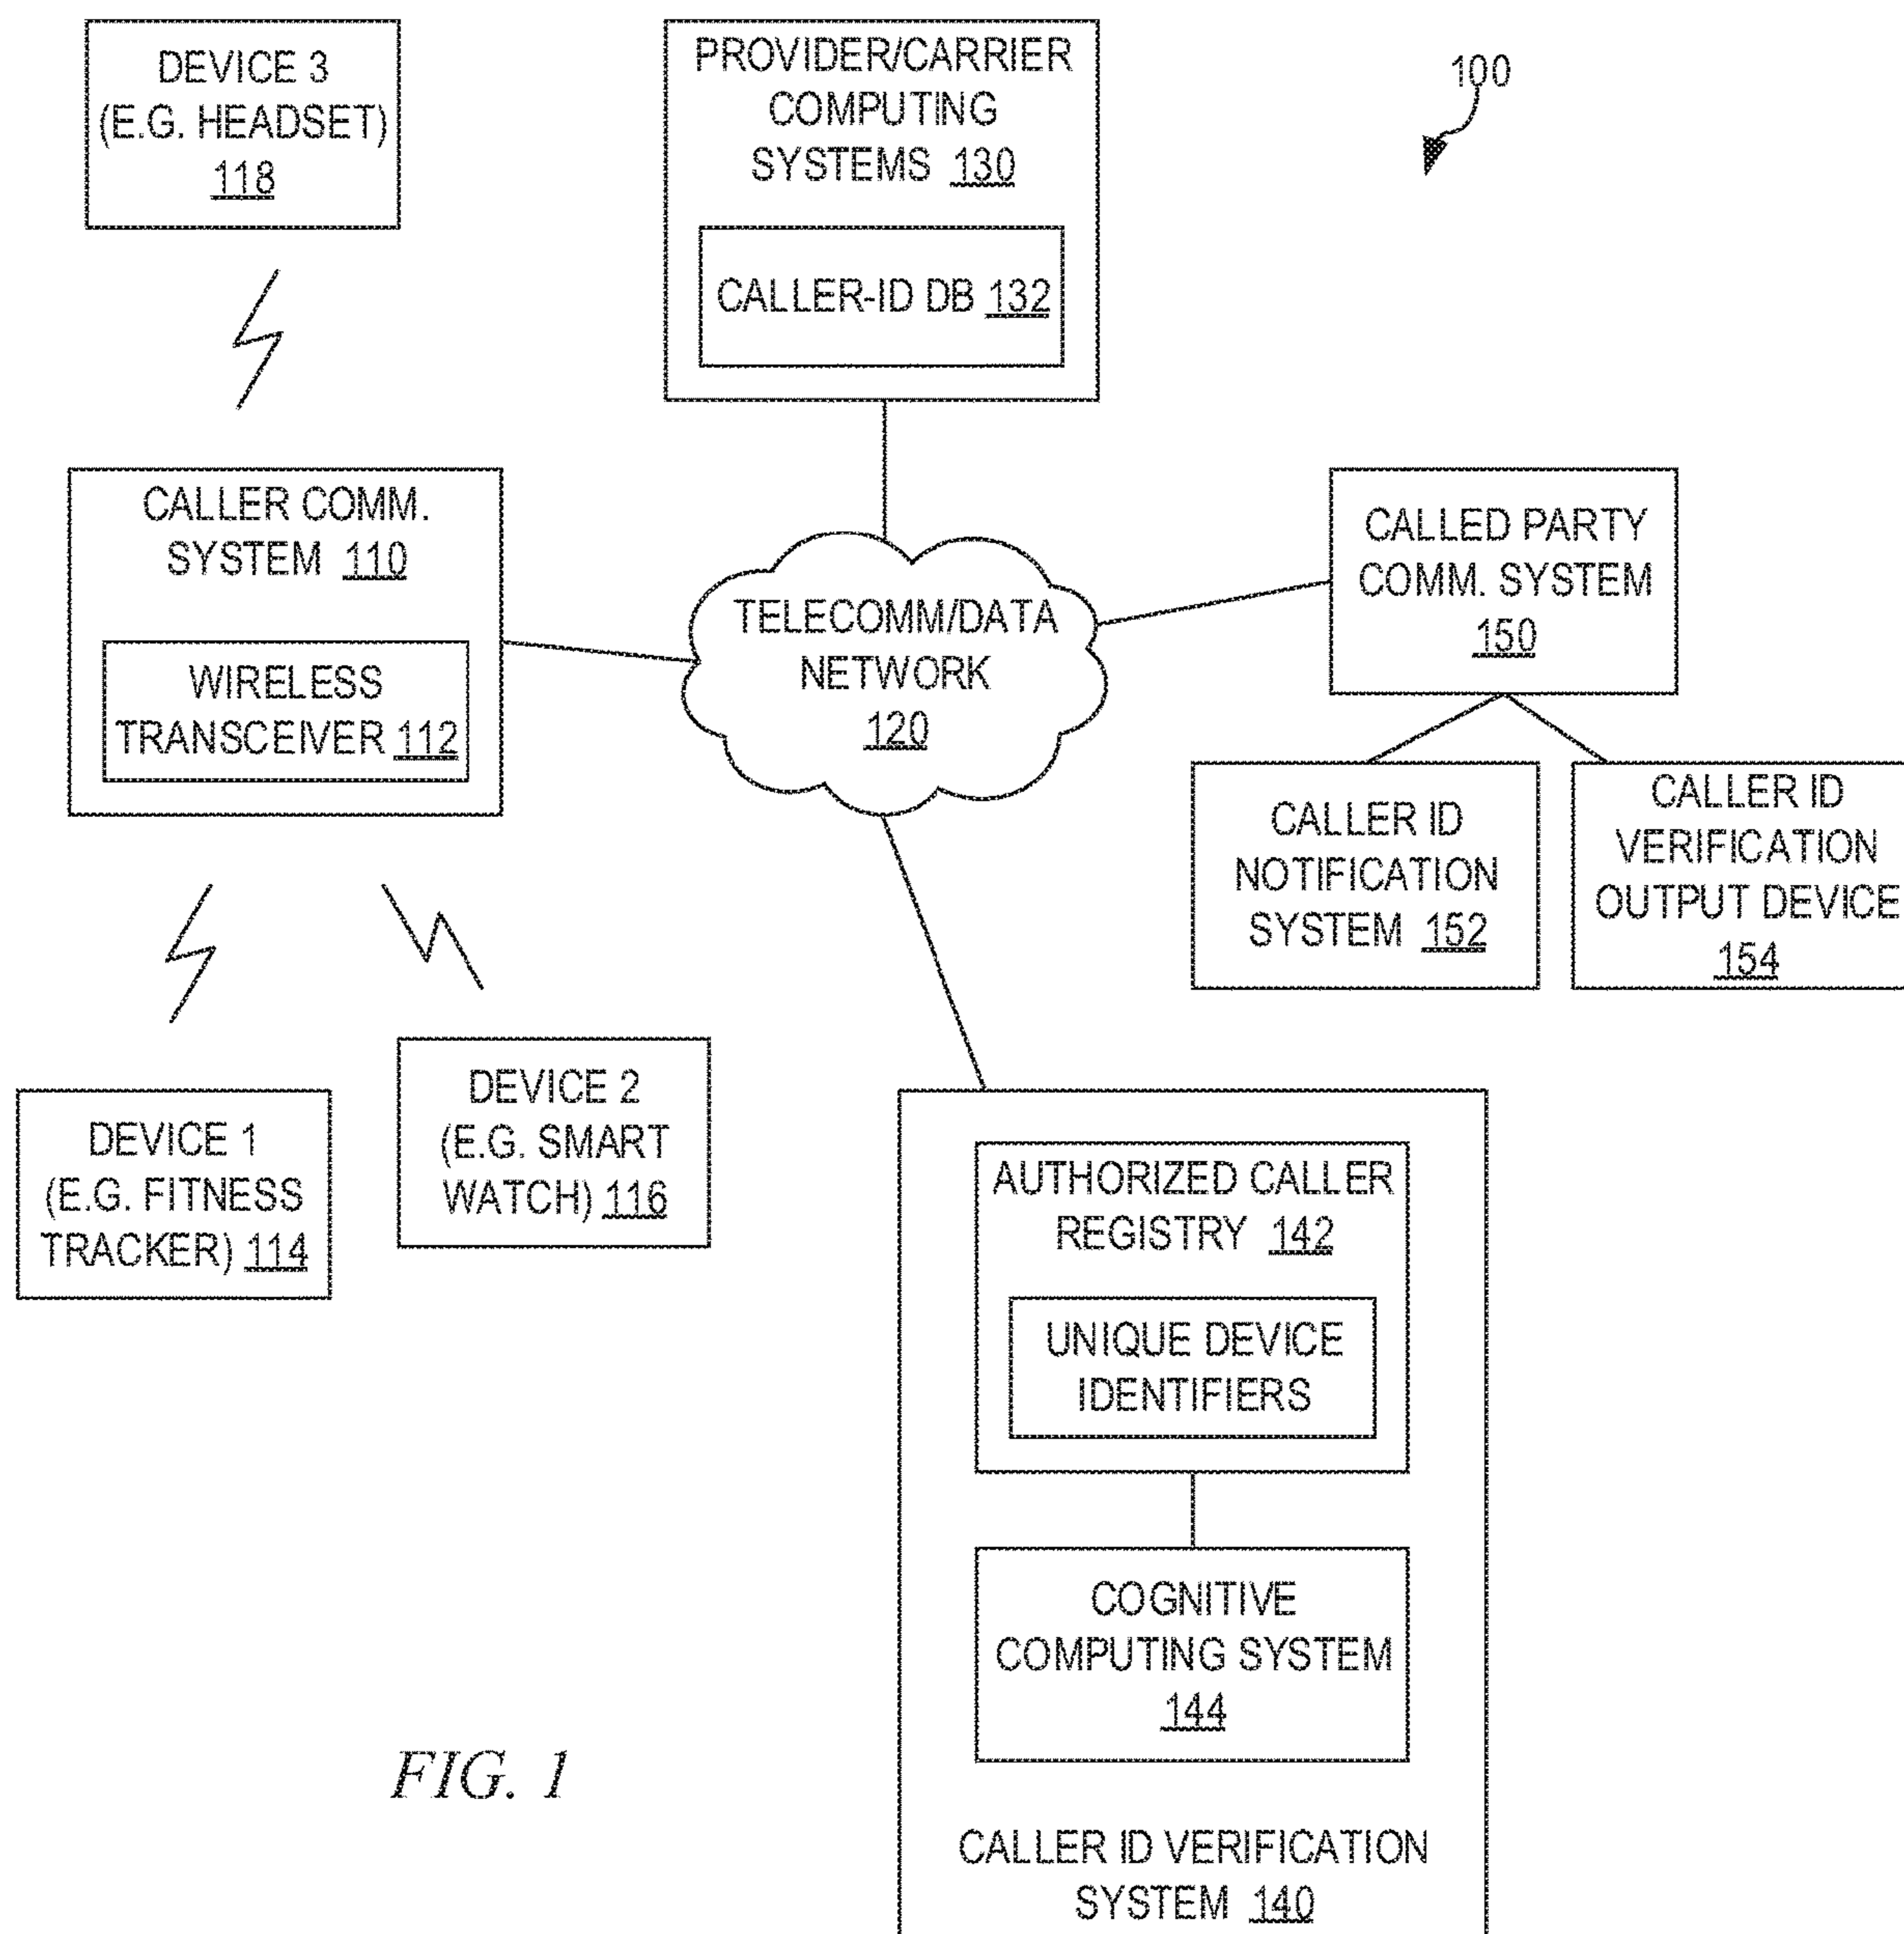 DEVICE 3
(E.G. HEADSET)
118
PROVIDER/CARRIER
COMPUTING
SYSTEMS 130
CALLER-ID DB 132
100
CALLER COMM.
SYSTEM 110
WIRELESS
TRANSCEIVER 112
TELECOMM/DATA
NETWORK
120
CALLED PARTY
COMM. SYSTEM
150
CALLER ID
NOTIFICATION
SYSTEM 152
CALLER ID
VERIFICATION
OUTPUT DEVICE
154
DEVICE 1
(E.G. FITNESS
TRACKER) 114
DEVICE 2
(E.G. SMART
WATCH) 116
AUTHORIZED CALLER
REGISTRY 142
UNIQUE DEVICE
IDENTIFIERS
COGNITIVE
COMPUTING SYSTEM
144
CALLER ID VERIFICATION
SYSTEM 140
FIG. 1